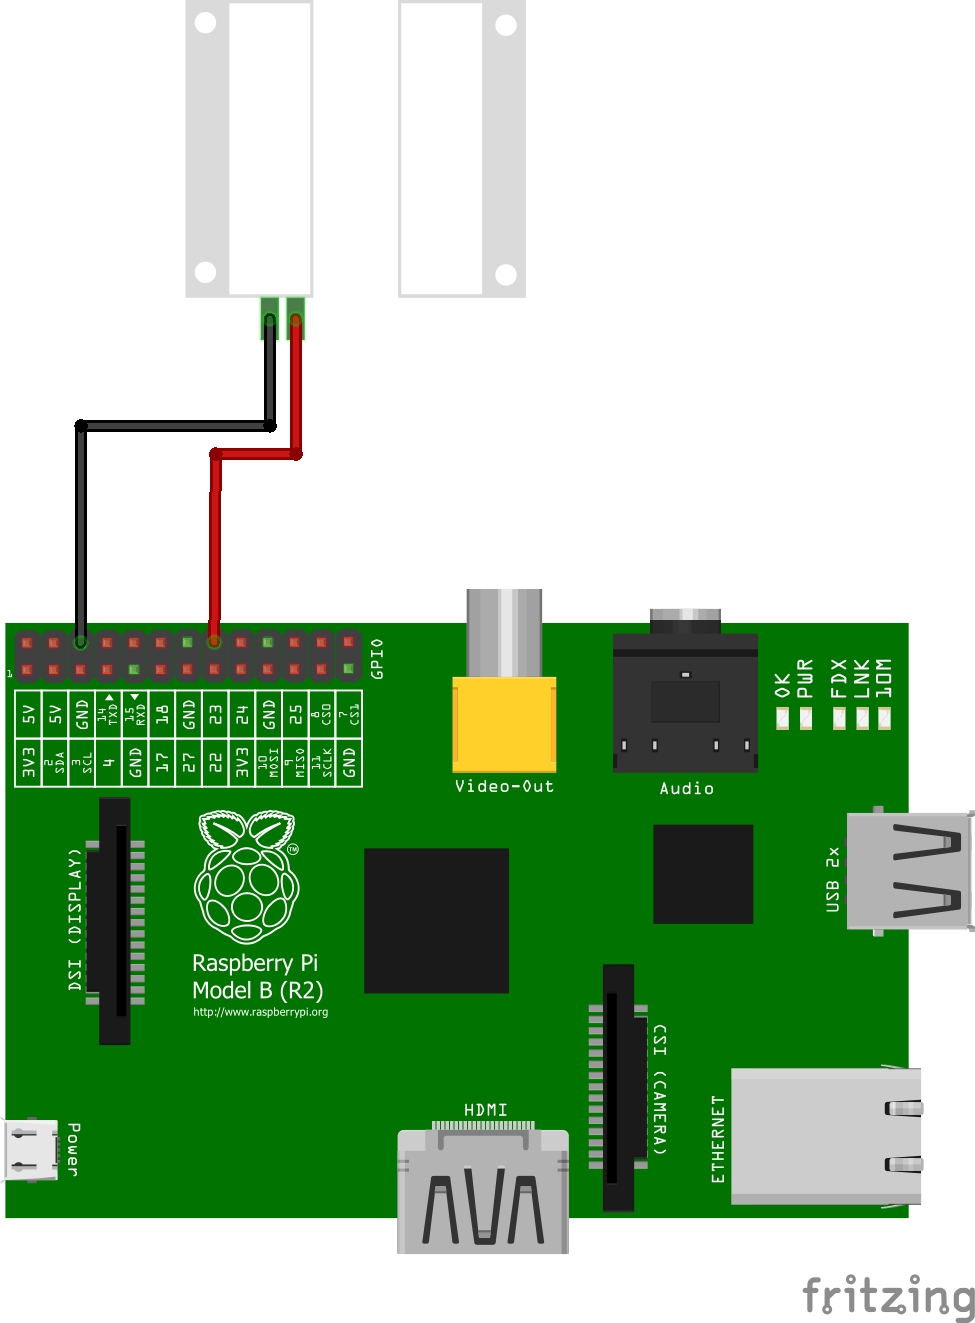 GPIO
1
5V 5V GND 14 TXD 15 RXD 18 GND 23 24 GND 25 8 CS0 7 CS1
3V3 2 SDA 3 SCL 4 GND 17 27 22 3V3 10 MOSI 9 MISO 11 SCLK GND
OK PWR FDX LNK 10M
Video-Out
Audio
DSI (DISPLAY)
TM
Raspberry Pi
Model B (R2)
http://www.raspberrypi.org
USB 2x
CSI (CAMERA)
HDMI
Power
ETHERNET
fritzing